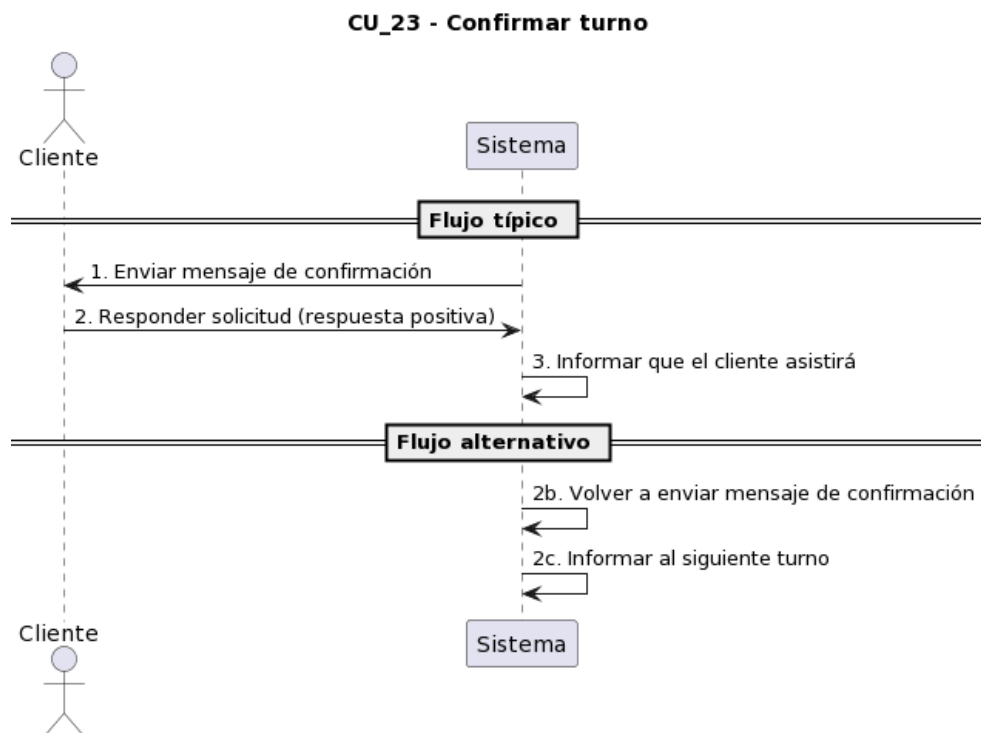 CU_23 - Confirmar turno
Cliente
Sistema
Flujo típico
1. Enviar mensaje de confirmación
2. Responder solicitud (respuesta positiva)
3. Informar que el cliente asistirá
Flujo alternativo
2b. Volver a enviar mensaje de confirmación
2c. Informar al siguiente turno
Cliente
Sistema